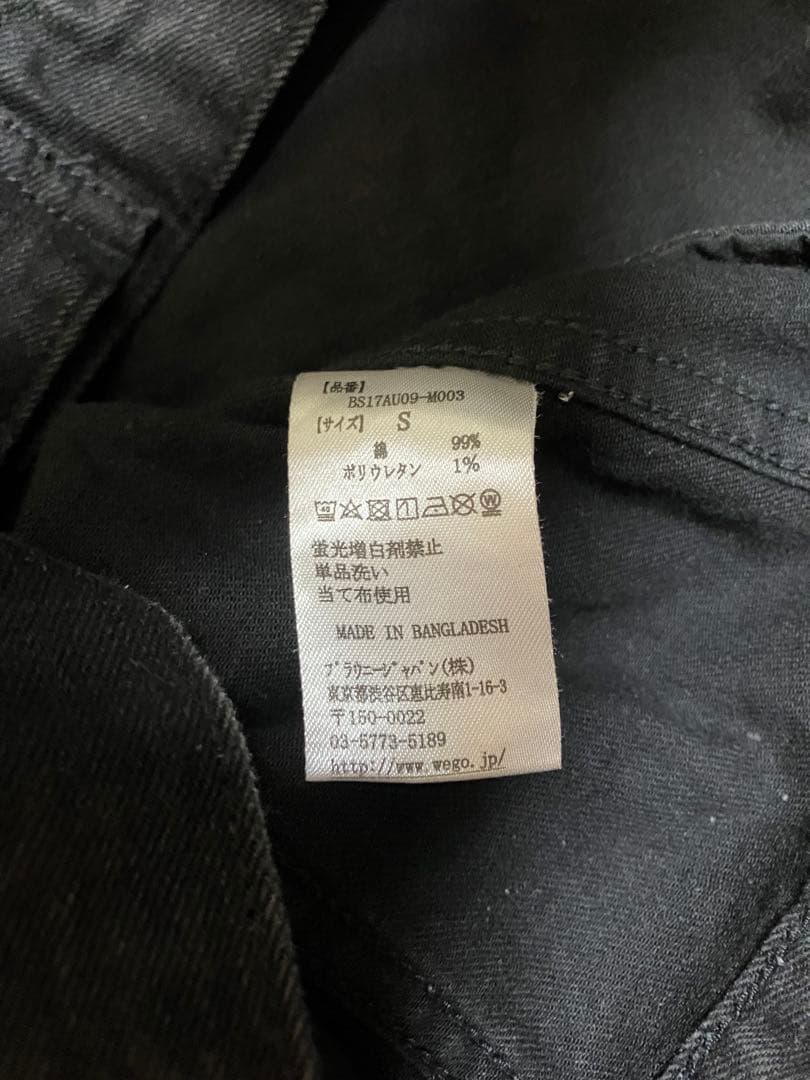 【品番】
BS17AU09-M003
【サイズ】 S
綿 99%
ポリウレタン 1%
40 W
蛍光増白剤禁止
単品洗い
当て布使用
MADE IN BANGLADESH
ブラウニージャパン(株)
東京都渋谷区恵比寿南1-16-3
〒150-0022
03-5773-5189
http://www.wego.jp/